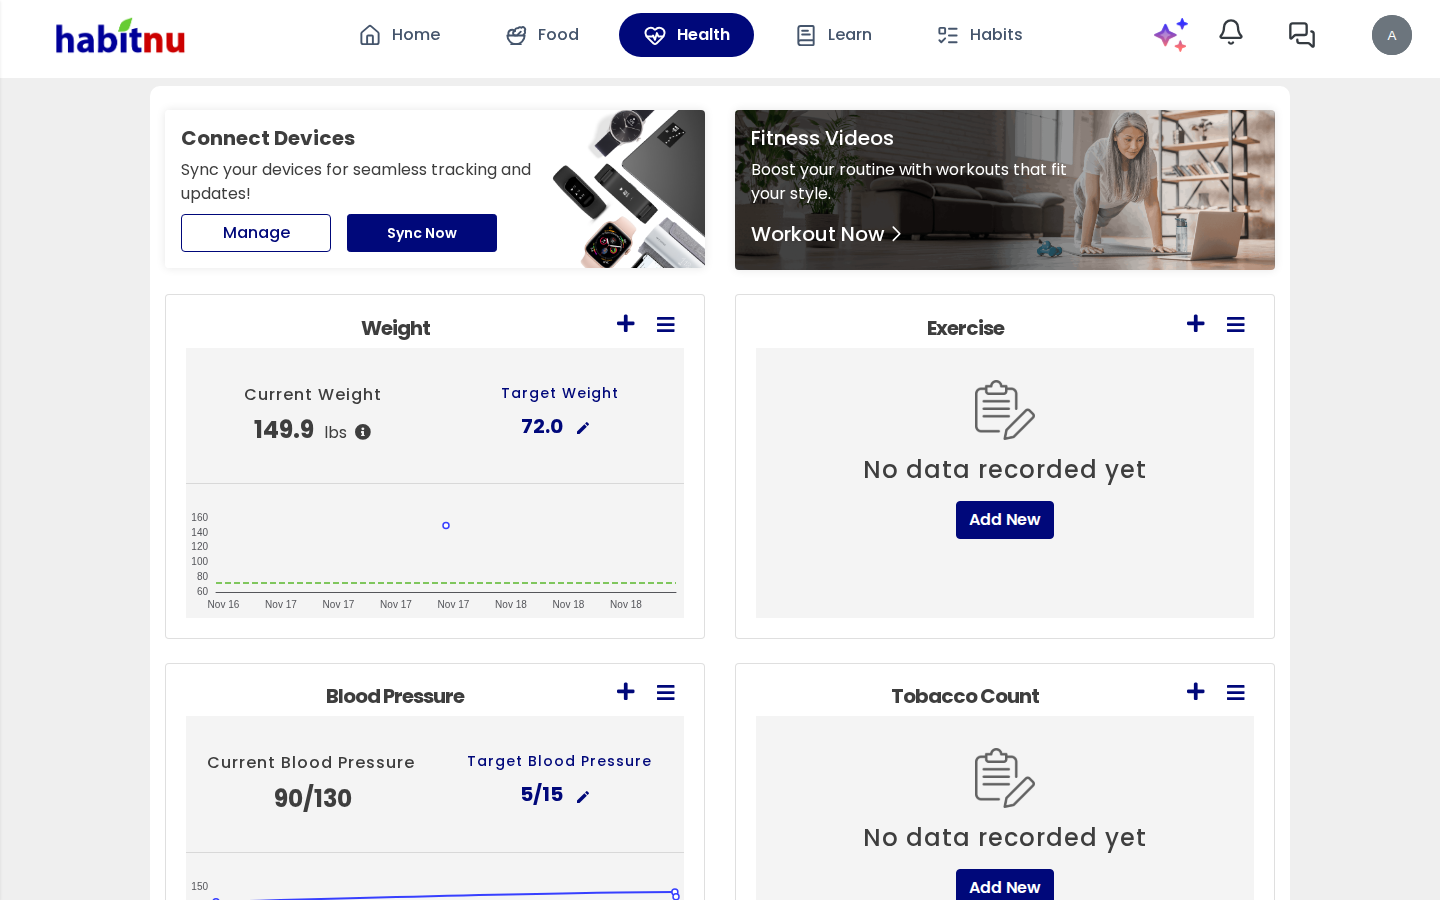 habitnu
Home
Food
Health
Learn
Habits
A
Connect Devices
Sync your devices for seamless tracking and
updates!
Manage
Sync Now
Fitness Videos
Boost your routine with workouts that fit
your style.
Workout Now
Weight
Current Weight
149.9 lbs
Target Weight
72.0
160
140
120
100
80
60
Nov 16
Nov 17
Nov 17
Nov 17
Nov 17
Nov 18
Nov 18
Nov 18
Exercise
No data recorded yet
Add New
Blood Pressure
Current Blood Pressure
90/130
Target Blood Pressure
5/15
150
Tobacco Count
No data recorded yet
Add New